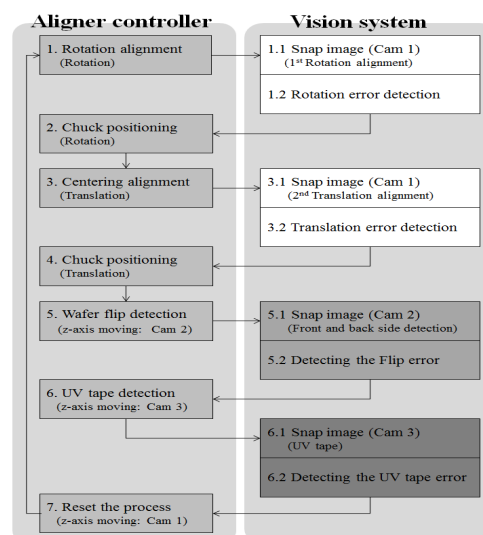 Aligner controller
Vision system
1. Rotation alignment
(Rotation)
1.1 Snap image (Cam 1)
(1st Rotation alignment)
1.2 Rotation error detection
2. Chuck positioning
(Rotation)
3. Centering alignment
(Translation)
3.1 Snap image (Cam 1)
(2nd Translation alignment)
3.2 Translation error detection
4. Chuck positioning
(Translation)
5. Wafer flip detection
(z-axis moving: Cam 2)
5.1 Snap image (Cam 2)
(Front and back side detection)
5.2 Detecting the Flip error
6. UV tape detection
(z-axis moving: Cam 3)
6.1 Snap image (Cam 3)
(UV tape)
6.2 Detecting the UV tape error
7. Reset the process
(z-axis moving: Cam 1)